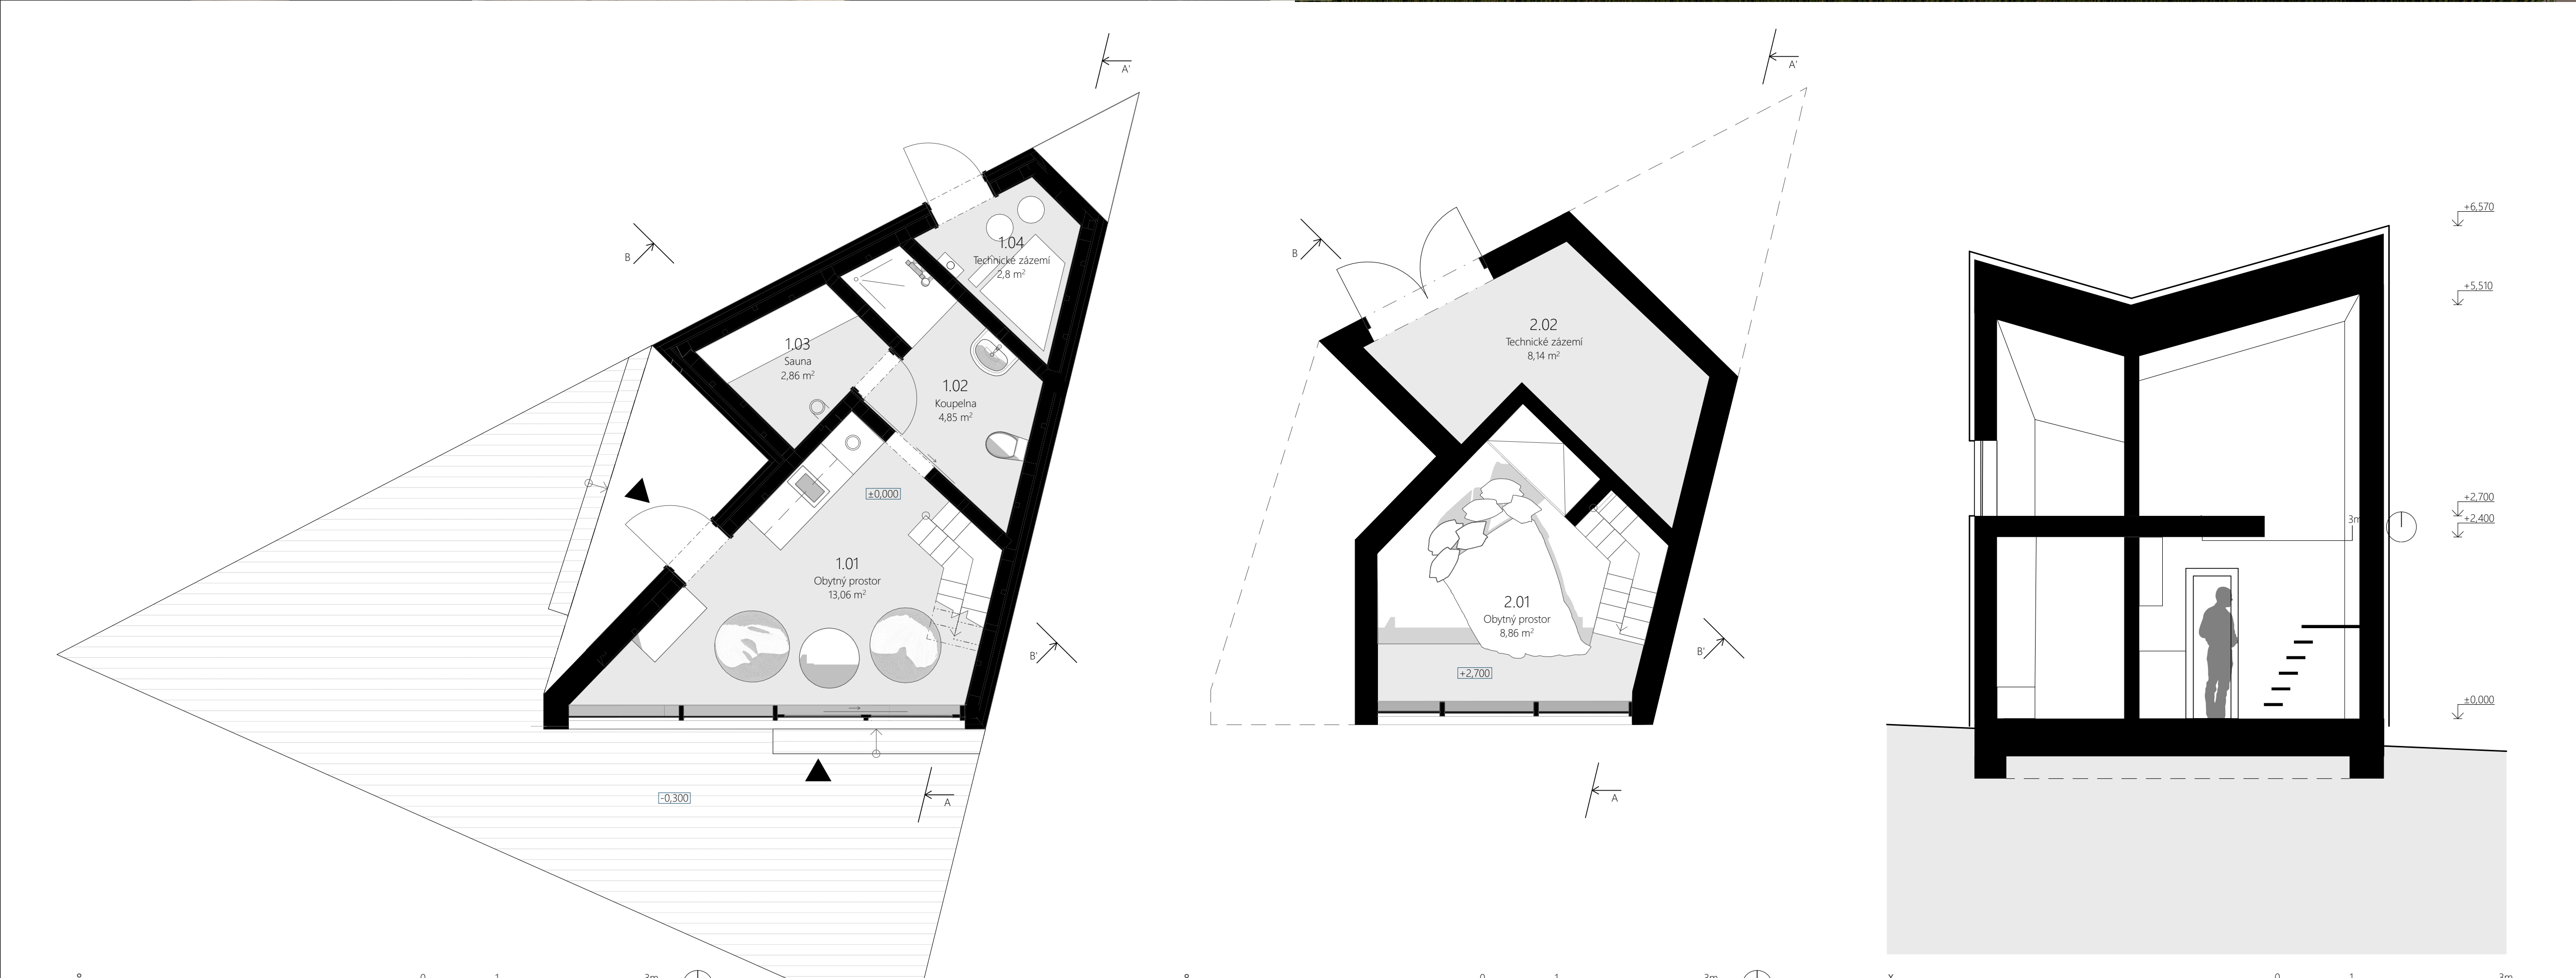 A'
B
1.04
Technické zázemí
2,8 m²
1.03
Sauna
2,86 m²
1.02
Koupelna
4,85 m²
±0,000
1.01
Obytný prostor
13,06 m²
B'
-0,300
A
A'
B
2.02
Technické zázemí
8,14 m²
2.01
Obytný prostor
8,86 m²
B'
+2,700
A
+6,570
+5,510
+2,700
+2,400
3m
±0,000
0 1 3m
0 1 3m
0 1 3m